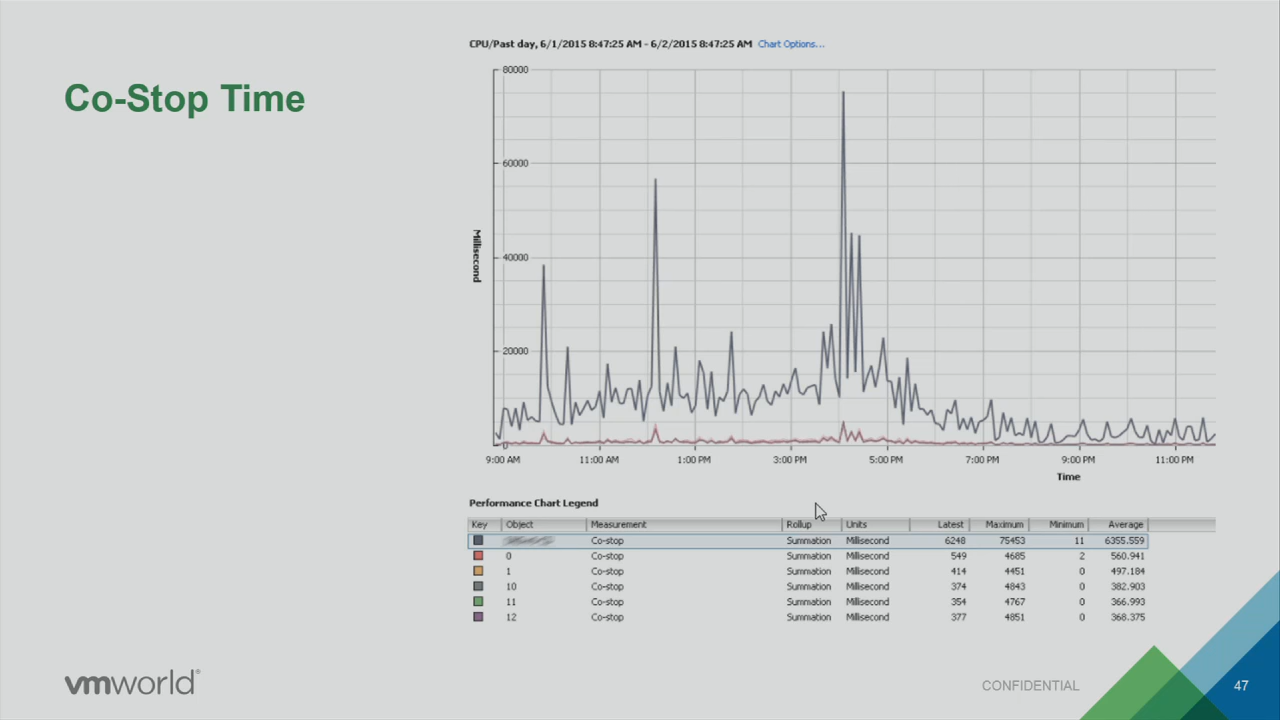 CPU/Past day, 6/1/2015 8:47:25 AM - 6/2/2015 8:47:25 AM Chart Options...
Co-Stop Time
80000
60000
40000
20000
0
Millisecond
9:00 AM 11:00 AM 1:00 PM 3:00 PM 5:00 PM 7:00 PM 9:00 PM 11:00 PM
Time
Performance Chart Legend
Key Object Measurement Rollup Units Latest Maximum Minimum Average
Co-stop Summation Millisecond 6248 75453 11 6355.559
0 Co-stop Summation Millisecond 549 4685 2 560.941
1 Co-stop Summation Millisecond 414 4451 0 497.184
10 Co-stop Summation Millisecond 374 4843 0 382.903
11 Co-stop Summation Millisecond 354 4767 0 366.993
12 Co-stop Summation Millisecond 377 4851 0 368.375
vmworld®
CONFIDENTIAL
47